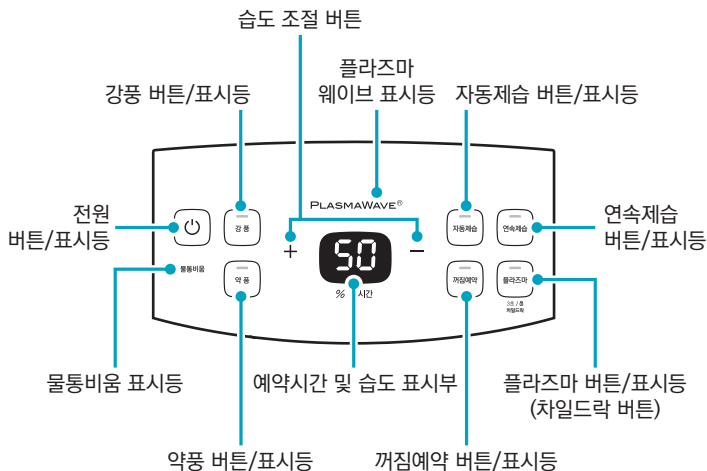 습도 조절 버튼
플라즈마
웨이브 표시등
강풍 버튼/표시등
자동제습 버튼/표시등
PLASMAWAVE®
전원
버튼/표시등
강 풍
자동제습
연속제습
연속제습
버튼/표시등
+
50
−
물통비움
약 풍
% 시간
꺼짐예약
플라즈마
3초 / 롱
차일드락
물통비움 표시등
예약시간 및 습도 표시부
플라즈마 버튼/표시등
(차일드락 버튼)
약풍 버튼/표시등
꺼짐예약 버튼/표시등